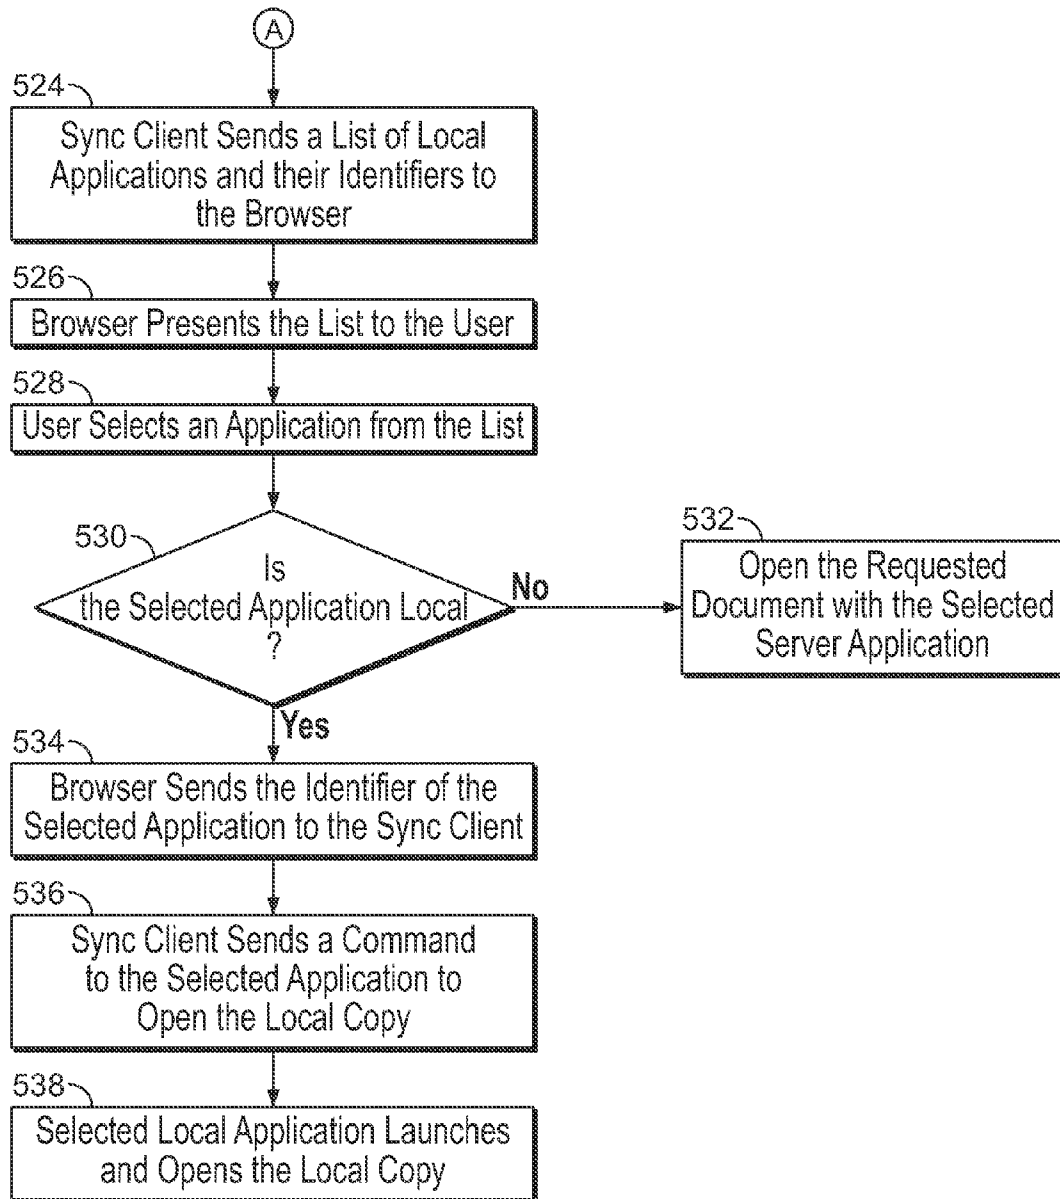 A
524
Sync Client Sends a List of Local
Applications and their Identifiers to
the Browser
526
Browser Presents the List to the User
528
User Selects an Application from the List
530
Is
the Selected Application Local
?
No
532
Open the Requested
Document with the Selected
Server Application
Yes
534
Browser Sends the Identifier of the
Selected Application to the Sync Client
536
Sync Client Sends a Command
to the Selected Application to
Open the Local Copy
538
Selected Local Application Launches
and Opens the Local Copy